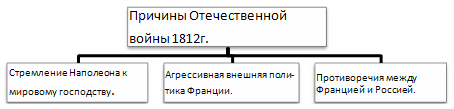 Причины Отечественной
войны 1812г.
Стремление Наполеона к
мировому господству.
Агрессивная внешняя поли-
тика Франции.
Противоречия между
Францией и Россией.